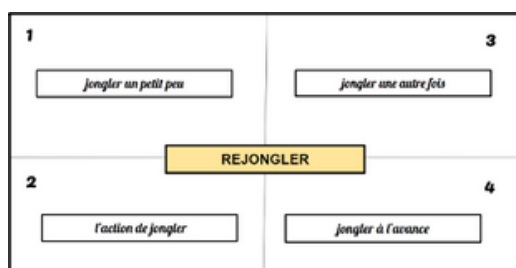 1
jongler un petit peu
3
jongler une autre fois
REJONGLER
2
l'action de jongler
4
jongler à l'avance